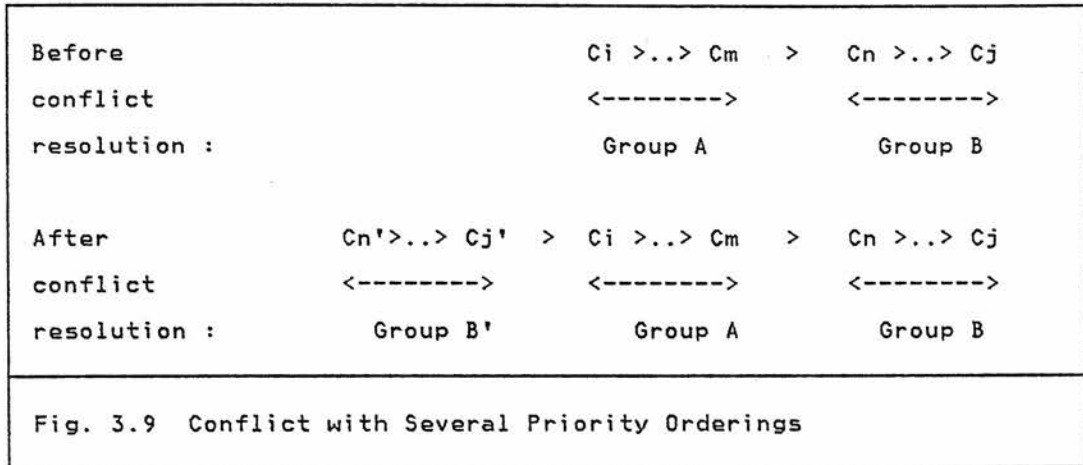 Before Ci >..> Cm > Cn >..> Cj
conflict <--------> <-------->
resolution : Group A Group B
After Cn'>..> Cj' > Ci >..> Cm > Cn >..> Cj
conflict <--------> <--------> <-------->
resolution : Group B' Group A Group B
Fig. 3.9 Conflict with Several Priority Orderings